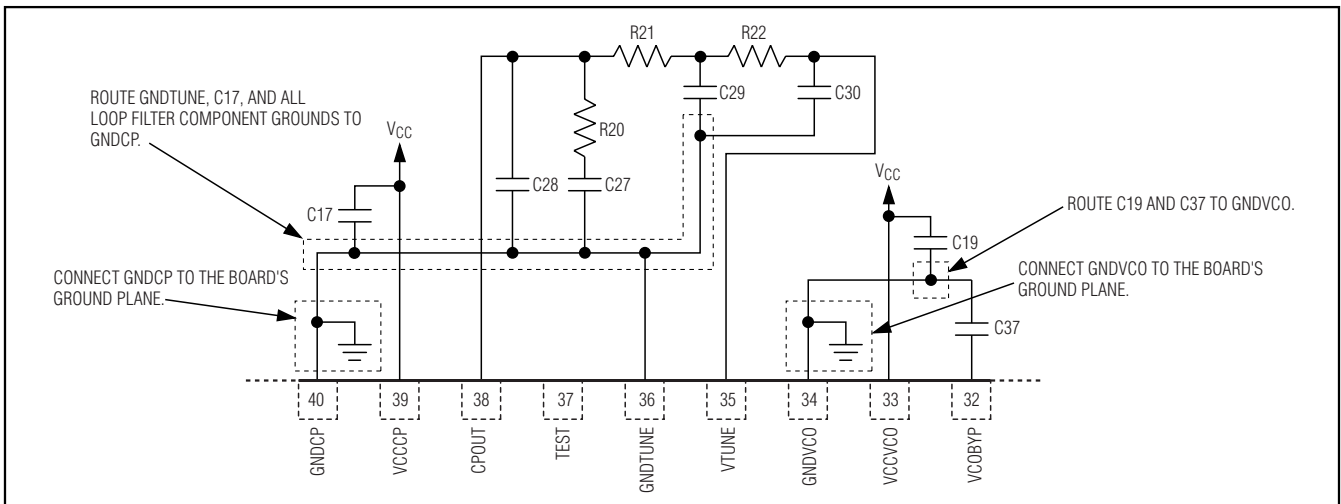 R21
R22
ROUTE GNDTUNE, C17, AND ALL
LOOP FILTER COMPONENT GROUNDS TO
GNDCP.
C29
C30
VCC
R20
C28
C27
C17
VCC
ROUTE C19 AND C37 TO GNDVCO.
C19
CONNECT GNDCP TO THE BOARD'S
GROUND PLANE.
CONNECT GNDVCO TO THE BOARD'S
GROUND PLANE.
C37
40
39
38
37
36
35
34
33
32
GNDCP
VCCCP
CPOUT
TEST
GNDTUNE
VTUNE
GNDVCO
VCCVCO
VCOBYP